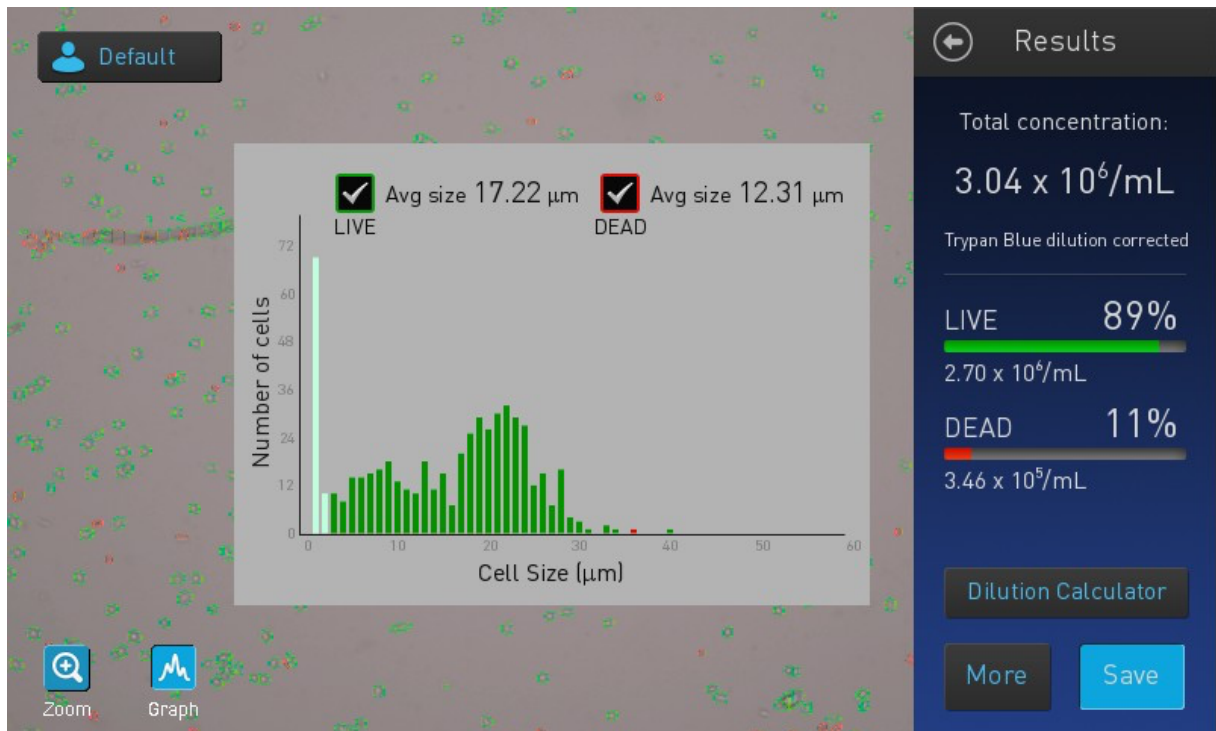 Default
Results
Total concentration:
3.04 x 10⁶/mL
Trypan Blue dilution corrected
LIVE 89%
2.70 x 10⁶/mL
DEAD 11%
3.46 x 10⁵/mL
Dilution Calculator
More Save
Avg size 17.22 μm Avg size 12.31 μm
LIVE DEAD
Number of cells
72
60
48
36
24
12
0
0 10 20 30 40 50 60
Cell Size (μm)
Zoom Graph